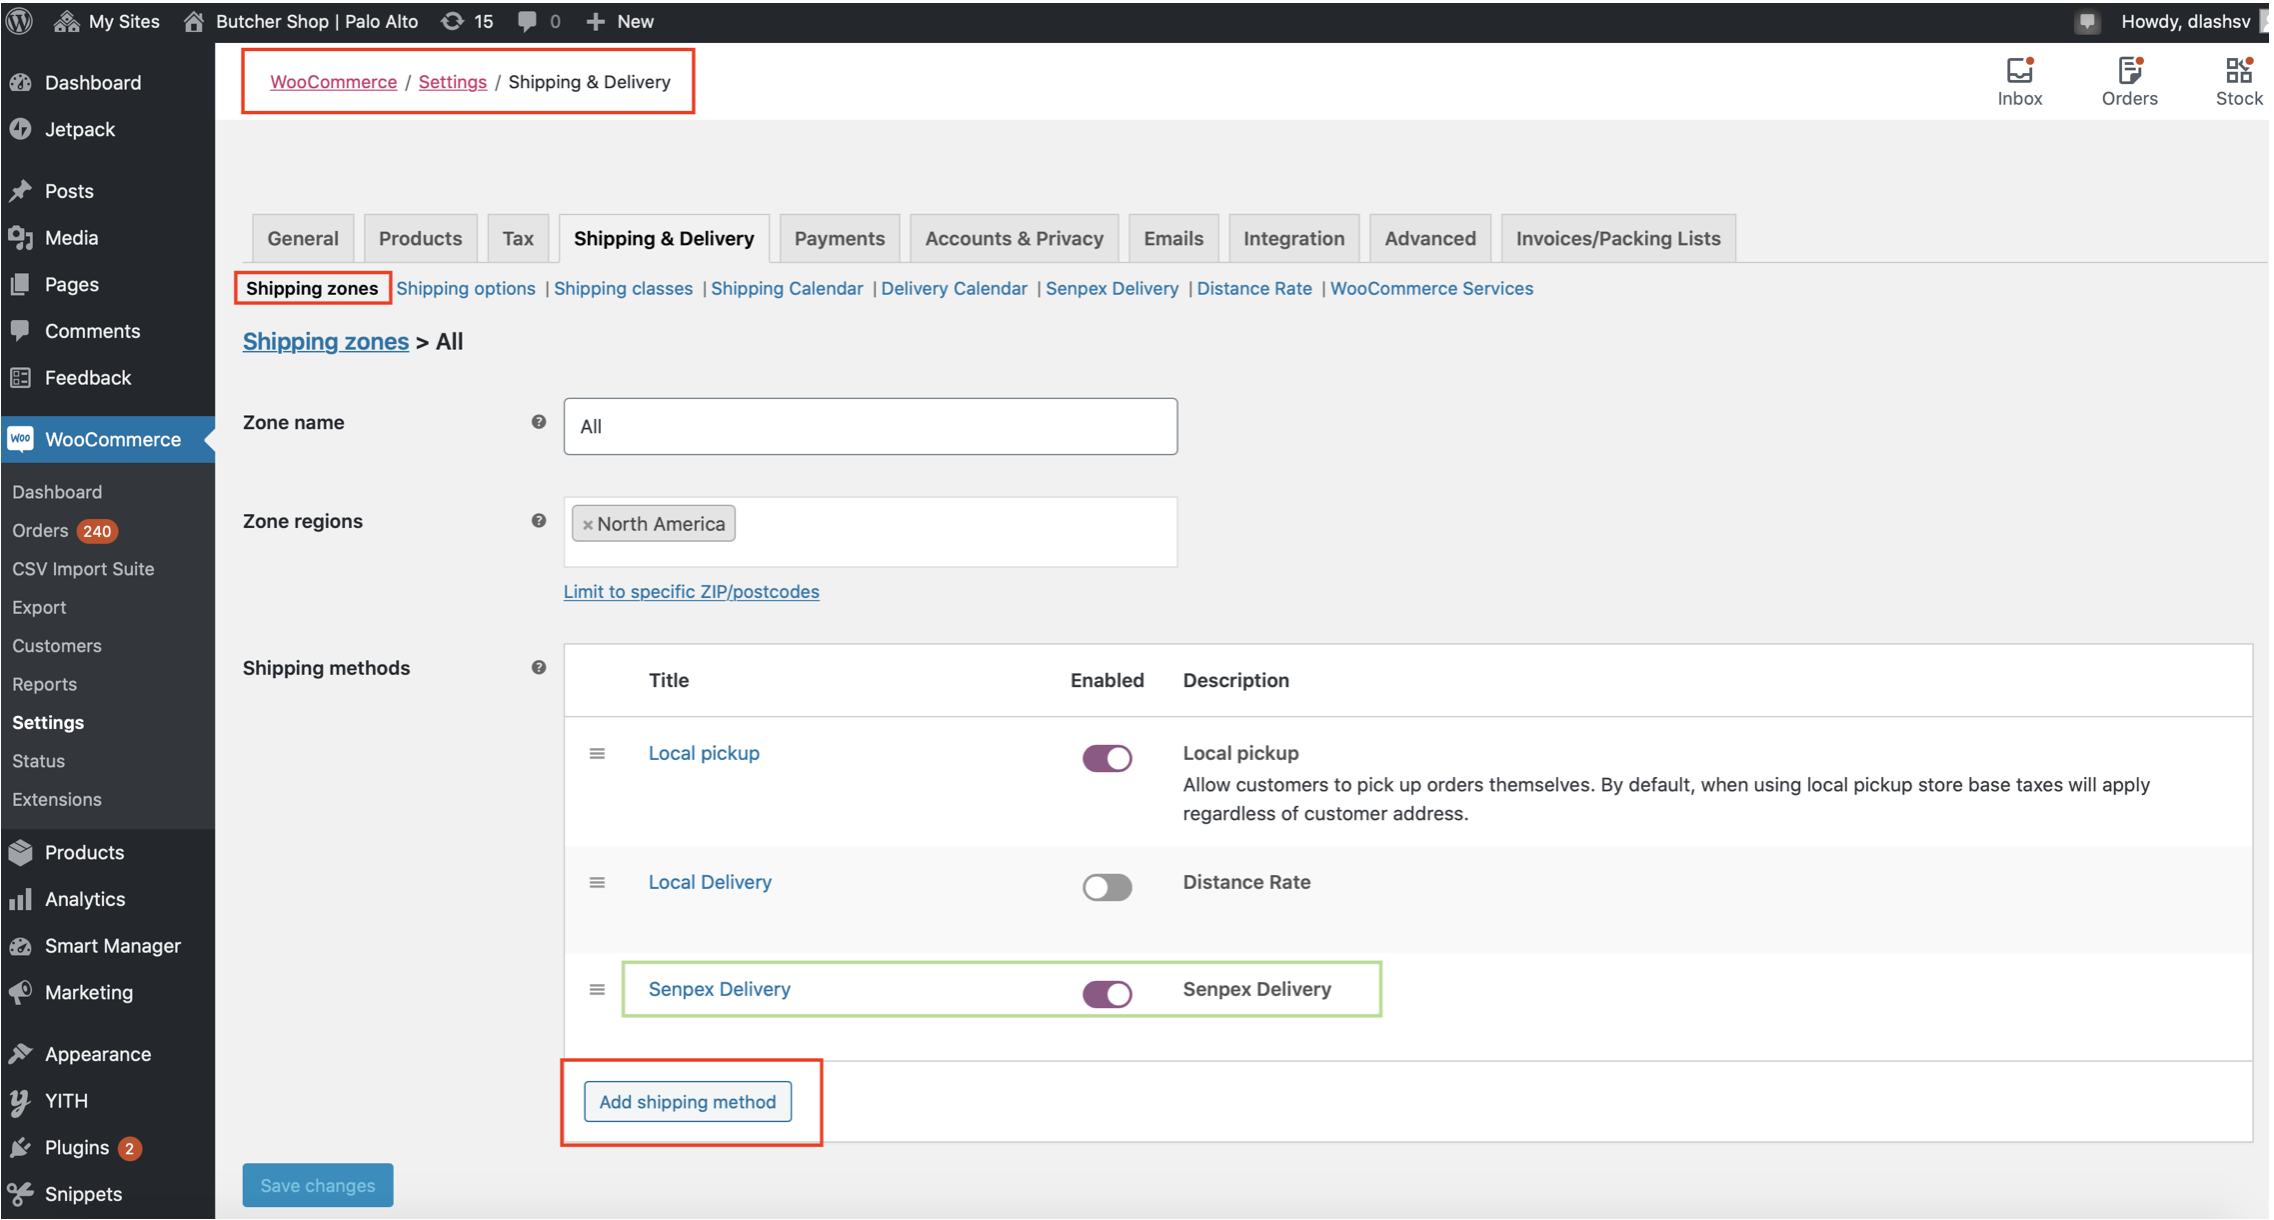 My Sites
Butcher Shop | Palo Alto
15
0
New
Howdy, dlashsv
Dashboard
Jetpack
Posts
Media
Pages
Comments
Feedback
Woo WooCommerce
Dashboard
Orders 240
CSV Import Suite
Export
Customers
Reports
Settings
Status
Extensions
Products
Analytics
Smart Manager
Marketing
Appearance
YITH
Plugins 2
Snippets
WooCommerce / Settings / Shipping & Delivery
Inbox
Orders
Stock
General
Products
Tax
Shipping & Delivery
Payments
Accounts & Privacy
Emails
Integration
Advanced
Invoices/Packing Lists
Shipping zones Shipping options | Shipping classes | Shipping Calendar | Delivery Calendar | Senpex Delivery | Distance Rate | WooCommerce Services
Shipping zones > All
Zone name ?
All
Zone regions ?
× North America
Limit to specific ZIP/postcodes
Shipping methods ?
Title Enabled Description
Local pickup
Local pickup
Allow customers to pick up orders themselves. By default, when using local pickup store base taxes will apply
regardless of customer address.
Local Delivery
Distance Rate
Senpex Delivery
Senpex Delivery
Add shipping method
Save changes